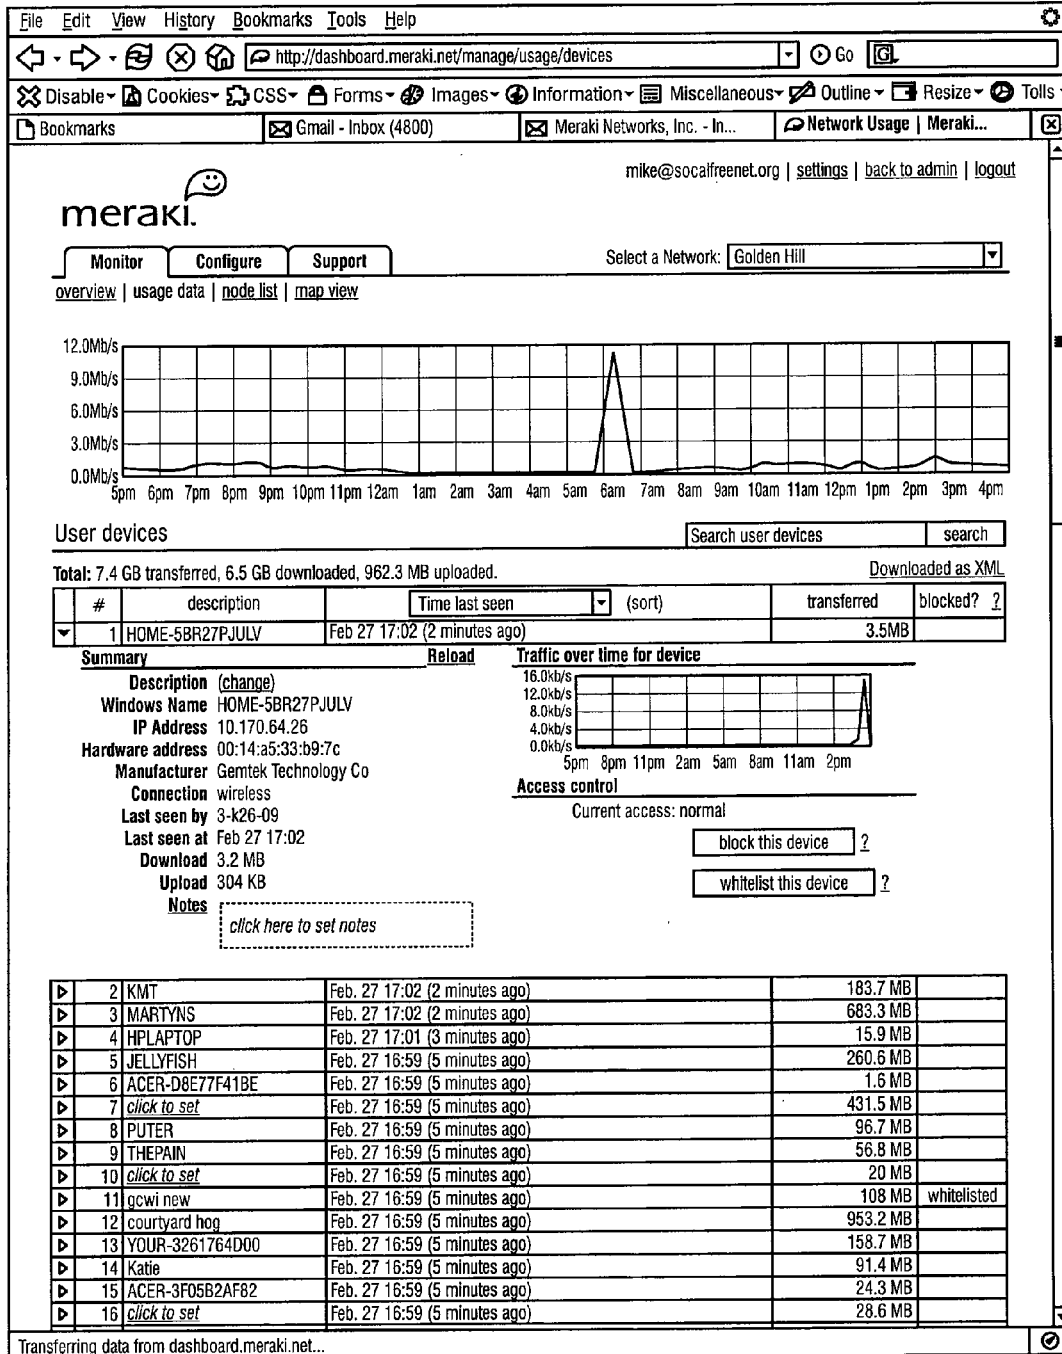 File Edit View History Bookmarks Tools Help
http://dashboard.meraki.net/manage/usage/devices Go G
Disable Cookies CSS Forms Images Information Miscellaneous Outline Resize Tolls
Bookmarks Gmail - Inbox (4800) Meraki Networks, Inc. - In... Network Usage | Meraki...
mike@socalfreenet.org | settings | back to admin | logout
meraki.
Monitor Configure Support Select a Network: Golden Hill
overview | usage data | node list | map view
12.0Mb/s
9.0Mb/s
6.0Mb/s
3.0Mb/s
0.0Mb/s
5pm 6pm 7pm 8pm 9pm 10pm 11pm 12am 1am 2am 3am 4am 5am 6am 7am 8am 9am 10am 11am 12pm 1pm 2pm 3pm 4pm
User devices Search user devices search
Total: 7.4 GB transferred, 6.5 GB downloaded, 962.3 MB uploaded. Downloaded as XML
# description Time last seen (sort) transferred blocked? ?
1 HOME-5BR27PJULV Feb 27 17:02 (2 minutes ago) 3.5MB
Summary Reload Traffic over time for device
Description (change)
Windows Name HOME-5BR27PJULV
IP Address 10.170.64.26
Hardware address 00:14:a5:33:b9:7c
Manufacturer Gemtek Technology Co
Connection wireless
Last seen by 3-k26-09
Last seen at Feb 27 17:02
Download 3.2 MB
Upload 304 KB
Notes click here to set notes
16.0kb/s
12.0kb/s
8.0kb/s
4.0kb/s
0.0kb/s
5pm 8pm 11pm 2am 5am 8am 11am 2pm
Access control
Current access: normal
block this device ?
whitelist this device ?
2 KMT Feb. 27 17:02 (2 minutes ago) 183.7 MB
3 MARTYNS Feb. 27 17:02 (2 minutes ago) 683.3 MB
4 HPLAPTOP Feb. 27 17:01 (3 minutes ago) 15.9 MB
5 JELLYFISH Feb. 27 16:59 (5 minutes ago) 260.6 MB
6 ACER-D8E77F41BE Feb. 27 16:59 (5 minutes ago) 1.6 MB
7 click to set Feb. 27 16:59 (5 minutes ago) 431.5 MB
8 PUTER Feb. 27 16:59 (5 minutes ago) 96.7 MB
9 THEPAIN Feb. 27 16:59 (5 minutes ago) 56.8 MB
10 click to set Feb. 27 16:59 (5 minutes ago) 20 MB
11 gcwi new Feb. 27 16:59 (5 minutes ago) 108 MB whitelisted
12 courtyard hog Feb. 27 16:59 (5 minutes ago) 953.2 MB
13 YOUR-3261764D00 Feb. 27 16:59 (5 minutes ago) 158.7 MB
14 Katie Feb. 27 16:59 (5 minutes ago) 91.4 MB
15 ACER-3F05B2AF82 Feb. 27 16:59 (5 minutes ago) 24.3 MB
16 click to set Feb. 27 16:59 (5 minutes ago) 28.6 MB
Transferring data from dashboard.meraki.net...